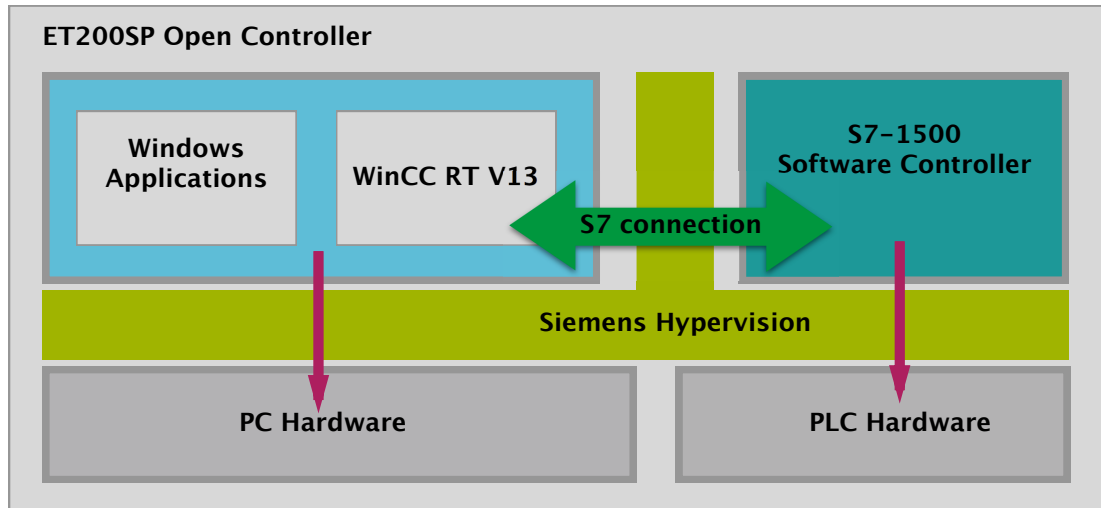 ET200SP Open Controller
Windows
Applications
WinCC RT V13
S7-1500
Software Controller
S7 connection
Siemens Hypervision
PC Hardware
PLC Hardware